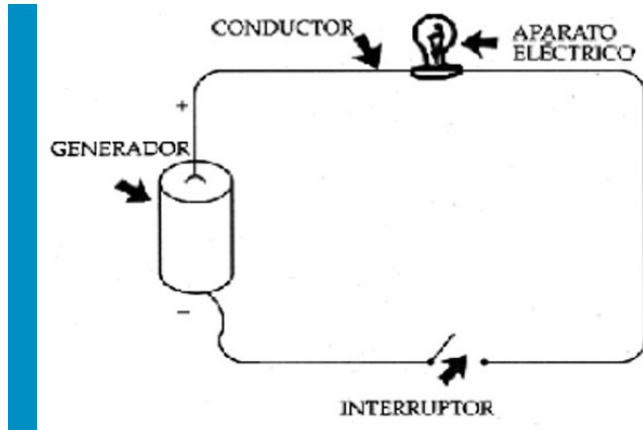 CONDUCTOR
APARATO
ELÉCTRICO
+
GENERADOR
−
INTERRUPTOR